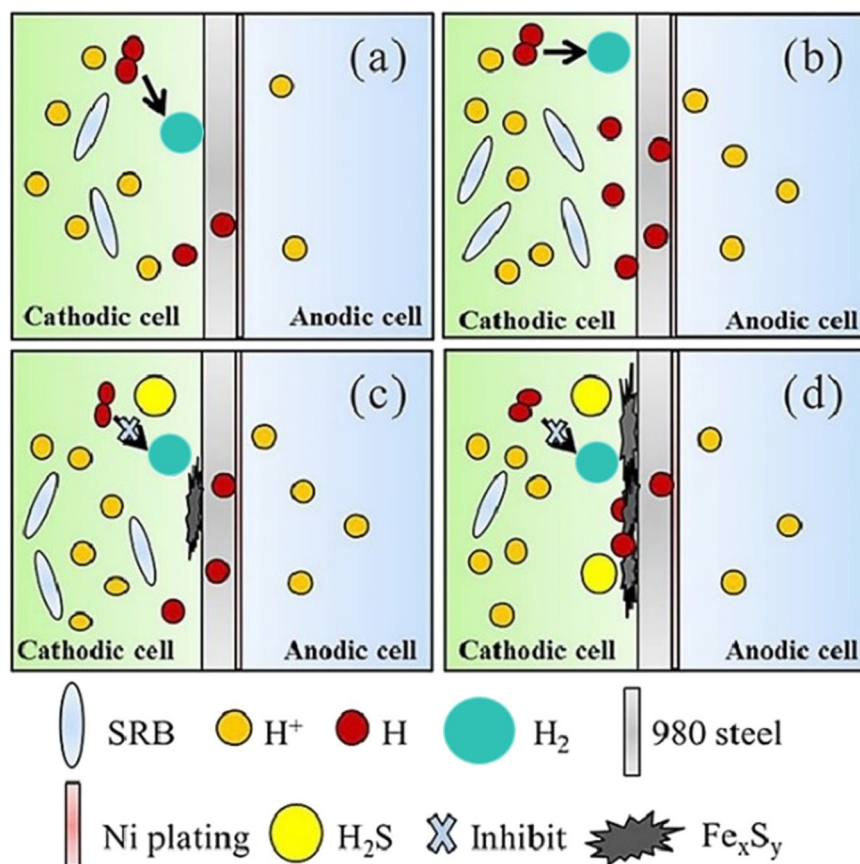 (a)
Cathodic cell
Anodic cell
(b)
Cathodic cell
Anodic cell
(c)
Cathodic cell
Anodic cell
(d)
Cathodic cell
Anodic cell
SRB
H⁺
H
H₂
980 steel
Ni plating
H₂S
Inhibit
FeₓSᵧ